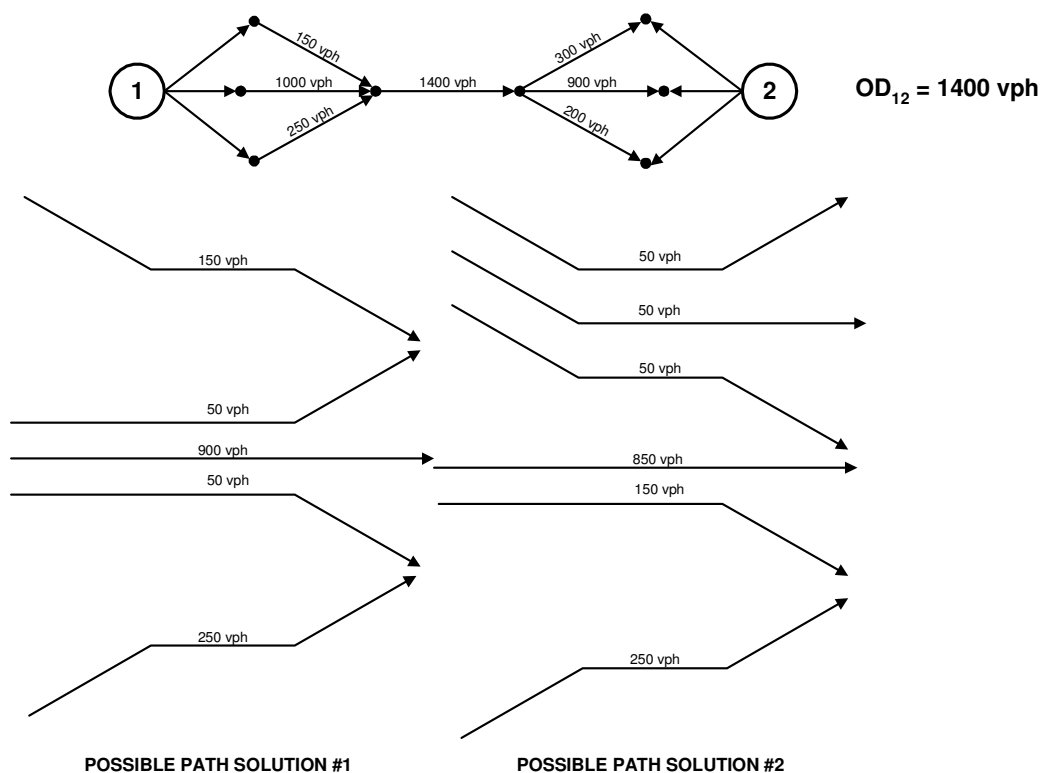 150 vph
300 vph
1
1000 vph
1400 vph
900 vph
2
OD12 = 1400 vph
250 vph
200 vph
150 vph
50 vph
50 vph
50 vph
50 vph
900 vph
850 vph
50 vph
150 vph
250 vph
250 vph
POSSIBLE PATH SOLUTION #1
POSSIBLE PATH SOLUTION #2